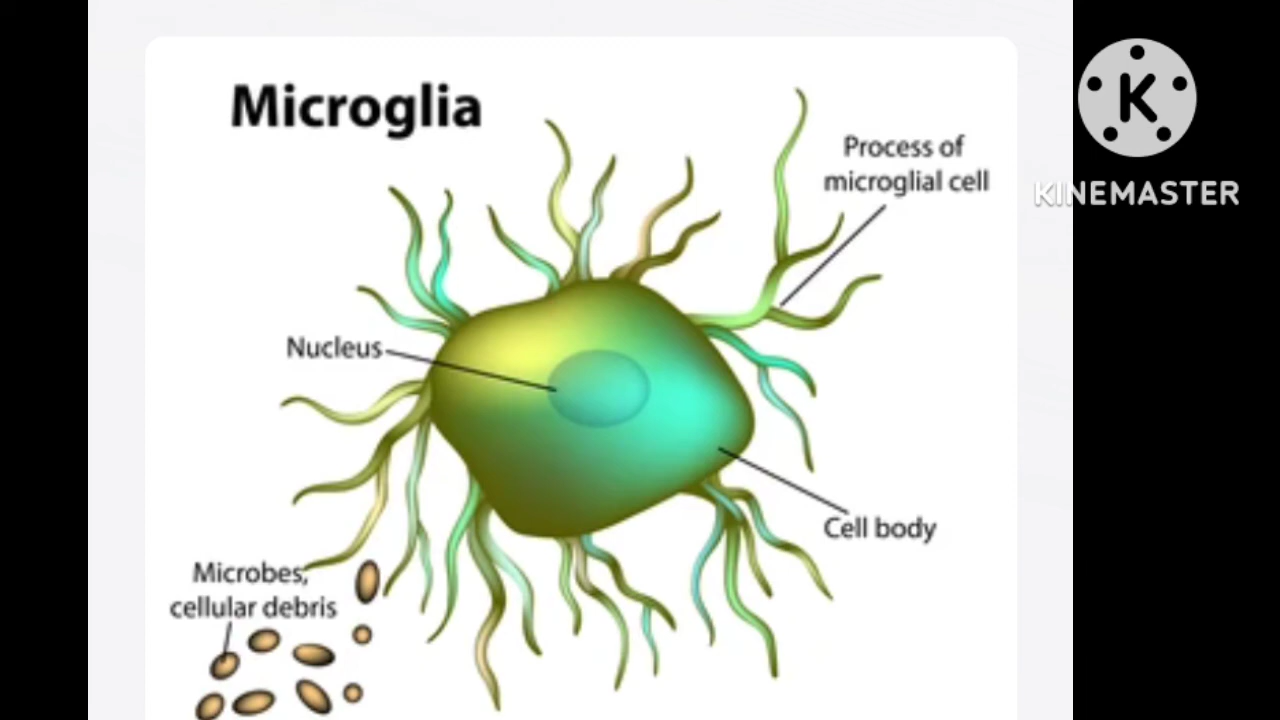 Microglia
Process of
microglial cell
Nucleus
Cell body
Microbes,
cellular debris
K
KINEMASTER